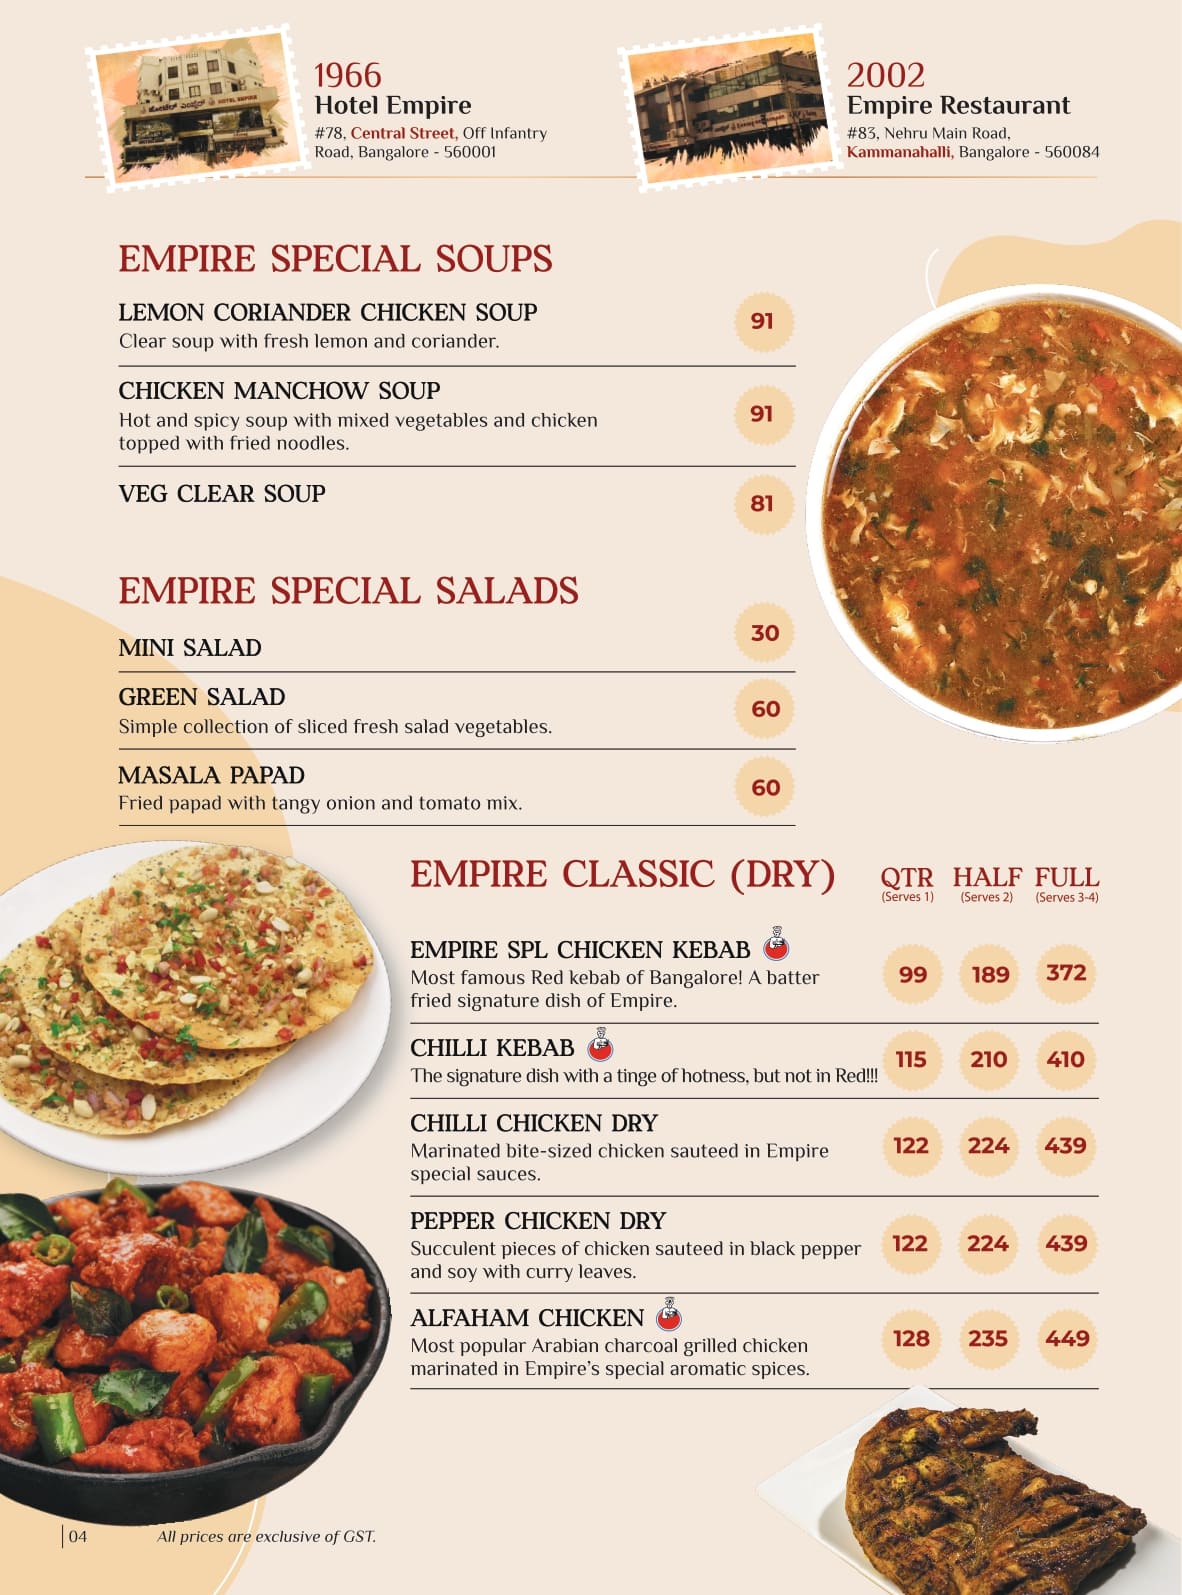 1966
Hotel Empire
#78, Central Street, Off Infantry
Road, Bangalore - 560001
2002
Empire Restaurant
#83, Nehru Main Road,
Kammanahalli, Bangalore - 560084
ಹೋಟೆಲ್ ಎಂಪೈರ್ HOTEL EMPIRE
EMPIRE SPECIAL SOUPS
LEMON CORIANDER CHICKEN SOUP 91
Clear soup with fresh lemon and coriander.
CHICKEN MANCHOW SOUP 91
Hot and spicy soup with mixed vegetables and chicken
topped with fried noodles.
VEG CLEAR SOUP 81
EMPIRE SPECIAL SALADS
MINI SALAD 30
GREEN SALAD 60
Simple collection of sliced fresh salad vegetables.
MASALA PAPAD 60
Fried papad with tangy onion and tomato mix.
EMPIRE CLASSIC (DRY) QTR HALF FULL
(Serves 1) (Serves 2) (Serves 3-4)
EMPIRE SPL CHICKEN KEBAB 99 189 372
Most famous Red kebab of Bangalore! A batter
fried signature dish of Empire.
CHILLI KEBAB 115 210 410
The signature dish with a tinge of hotness, but not in Red!!!
CHILLI CHICKEN DRY 122 224 439
Marinated bite-sized chicken sauteed in Empire
special sauces.
PEPPER CHICKEN DRY 122 224 439
Succulent pieces of chicken sauteed in black pepper
and soy with curry leaves.
ALFAHAM CHICKEN 128 235 449
Most popular Arabian charcoal grilled chicken
marinated in Empire's special aromatic spices.
04 All prices are exclusive of GST.